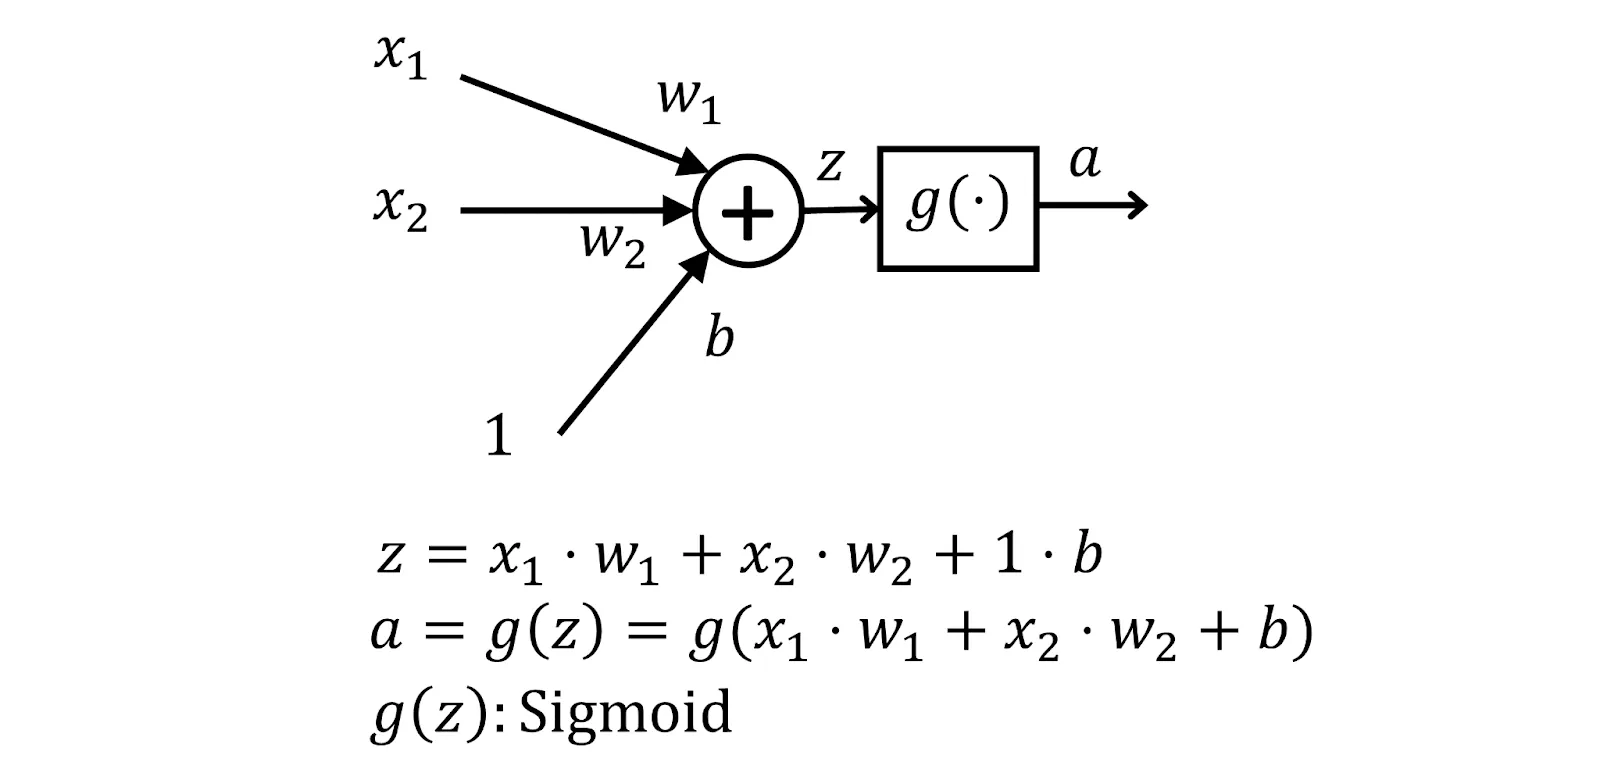 x₁
w₁
x₂
w₂
+
z
g(·)
a
b
1
z = x₁ · w₁ + x₂ · w₂ + 1 · b
a = g(z) = g(x₁ · w₁ + x₂ · w₂ + b)
g(z): Sigmoid